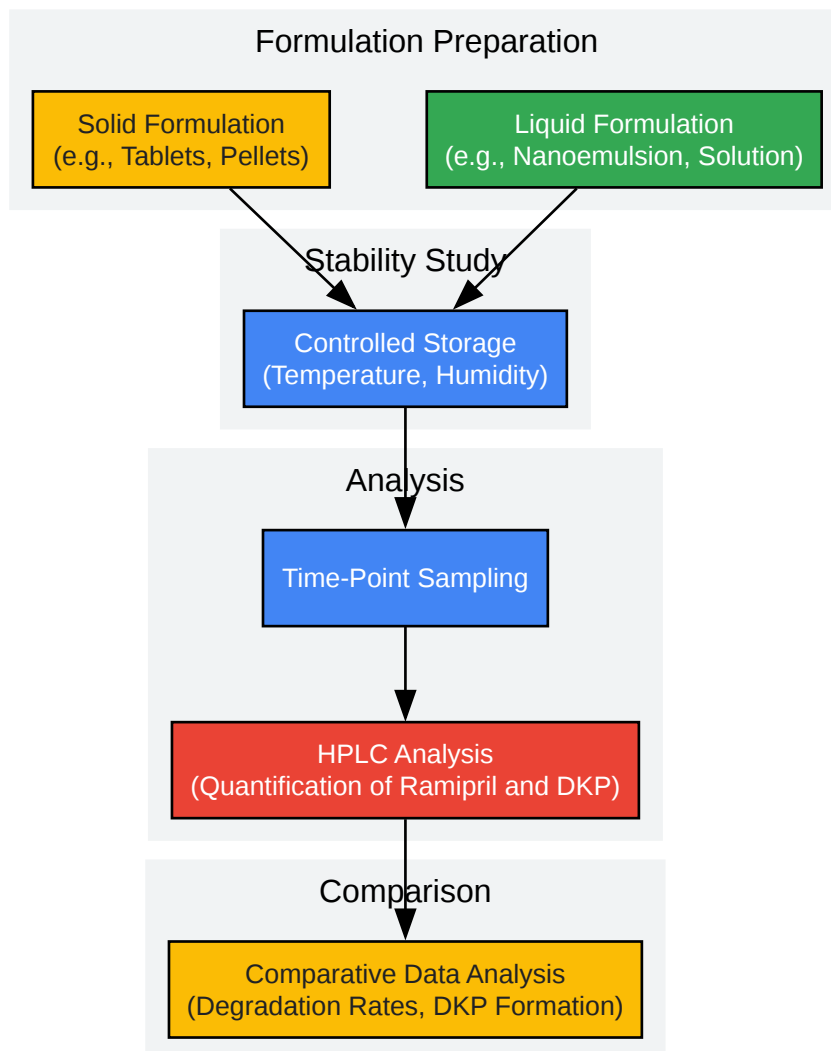 Formulation Preparation
Solid Formulation
(e.g., Tablets, Pellets)
Liquid Formulation
(e.g., Nanoemulsion, Solution)
Stability Study
Controlled Storage
(Temperature, Humidity)
Analysis
Time-Point Sampling
HPLC Analysis
(Quantification of Ramipril and DKP)
Comparison
Comparative Data Analysis
(Degradation Rates, DKP Formation)